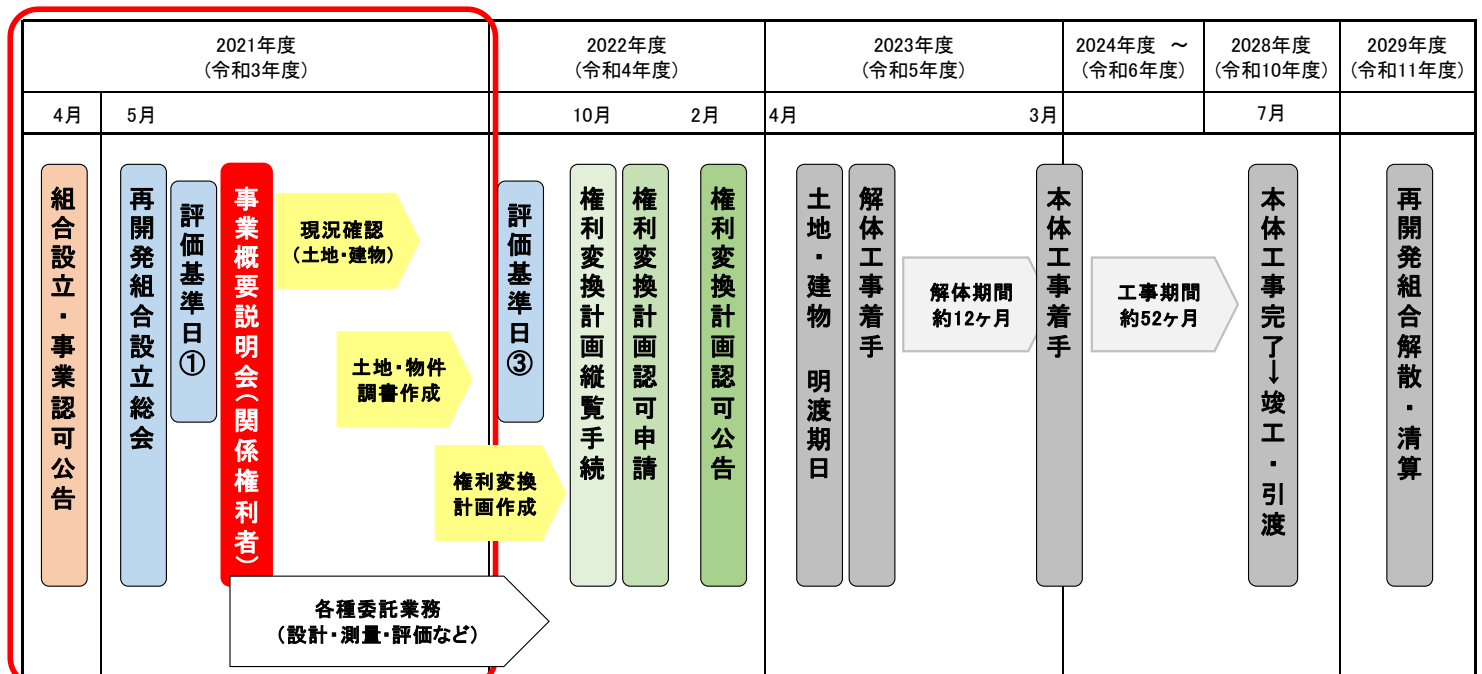 2021年度
(令和3年度)
2022年度
(令和4年度)
2023年度
(令和5年度)
2024年度 ～
(令和6年度)
2028年度
(令和10年度)
2029年度
(令和11年度)
4月
5月
10月
2月
4月
3月
7月
組合設立・事業認可公告
再開発組合設立総会
評価基準日①
事業概要説明会(関係権利者)
現況確認
(土地・建物)
土地・物件
調書作成
権利変換
計画作成
各種委託業務
(設計・測量・評価など)
評価基準日③
権利変換計画縦覧手続
権利変換計画認可申請
権利変換計画認可公告
土地・建物 明渡期日
解体工事着手
解体期間
約12ヶ月
本体工事着手
工事期間
約52ヶ月
本体工事完了→竣工・引渡
再開発組合解散・清算